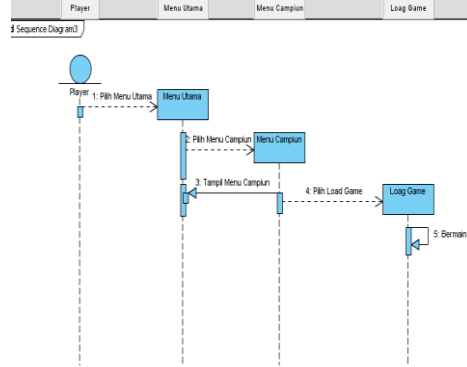 Player
Menu Utama
Menu Campiun
Loag Game
d Sequence Diagram3
Player
1: Pilih Menu Utama
Menu Utama
2: Pilih Menu Campiun
Menu Campiun
3: Tampil Menu Campiun
4: Pilih Load Game
Loag Game
5: Bermain